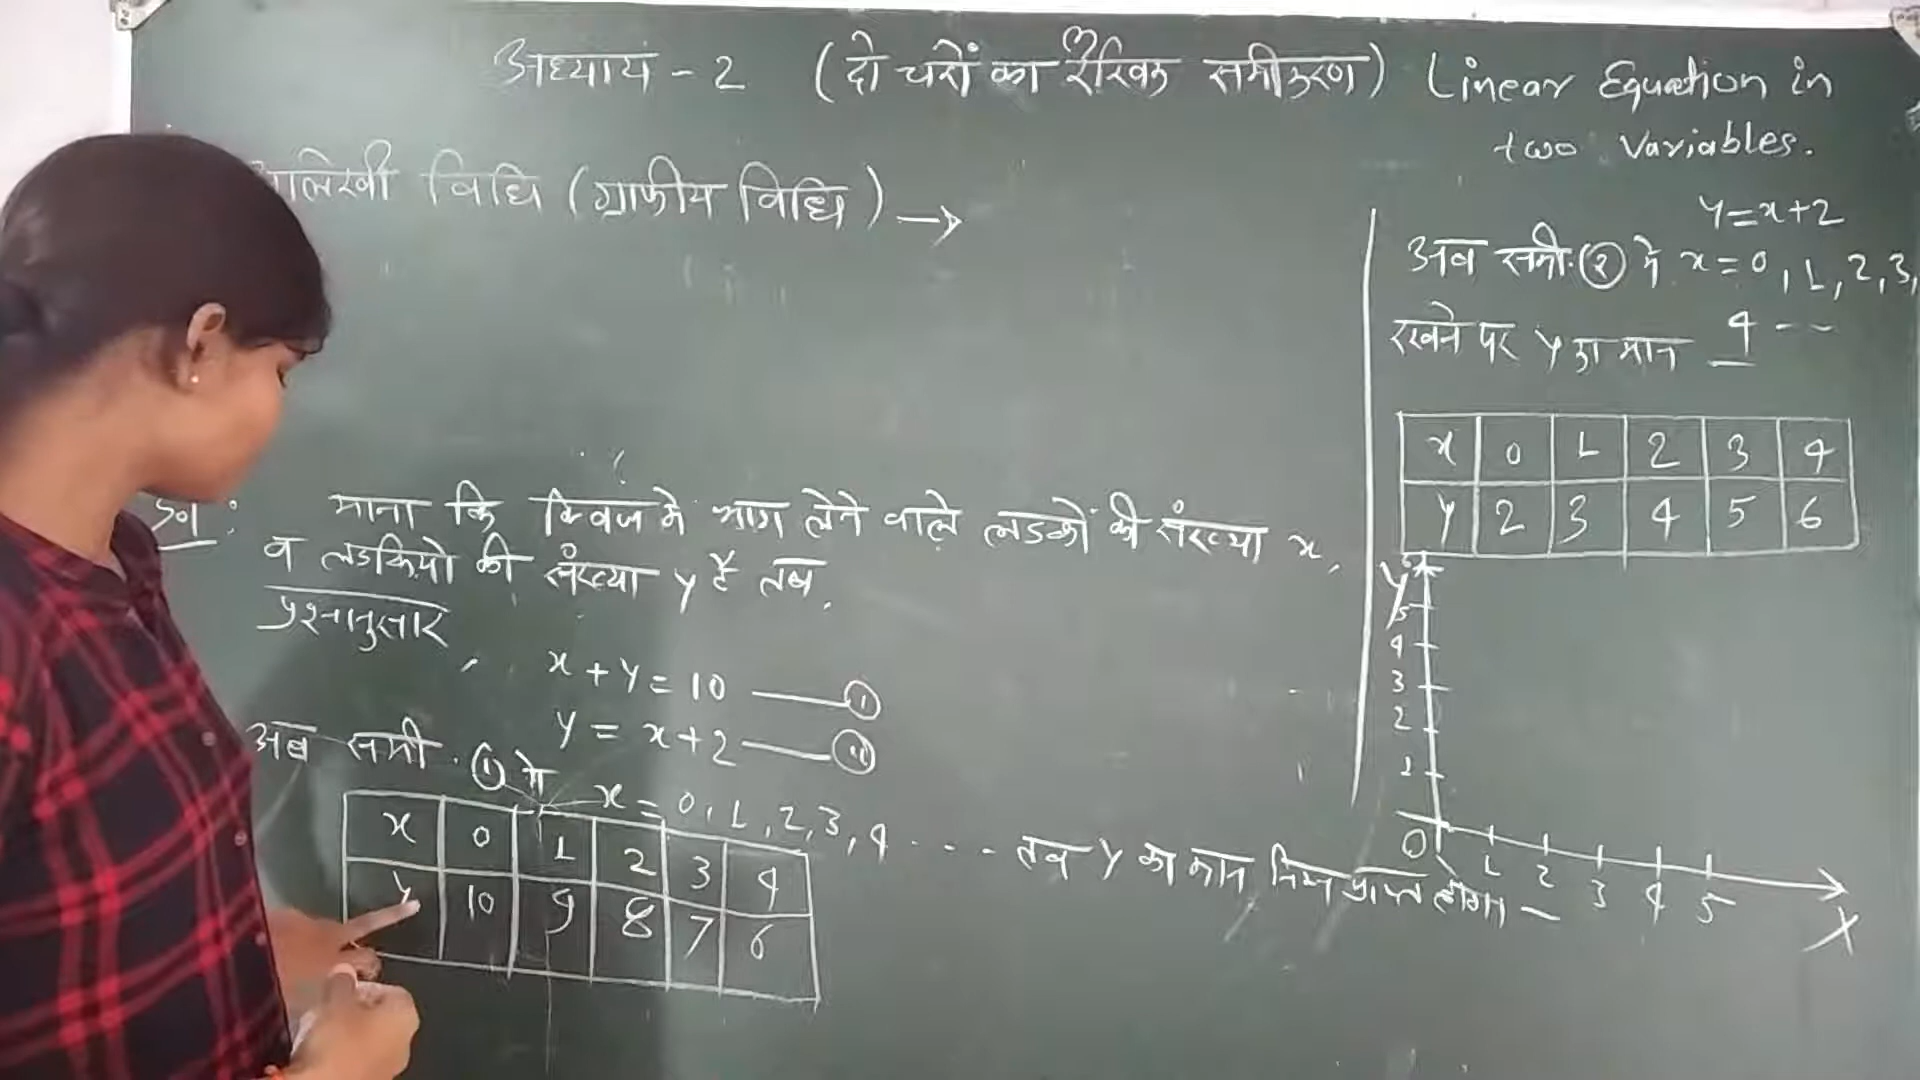 अध्याय - 2 (दो चरों का रैखिक समीकरण) Linear Equation in
two Variables.
विधि (ग्राफीय विधि) →
माना कि क्विज मे भाग लेने वाले लडकों की संख्या x,
व लडकियो की संख्या y है तब,
प्रश्नानुसार,
x + y = 10 —— ①
y = x+2 —— ⑪
अब समी. ① मे x = 0, 1, 2, 3, 4 ---- तब y का मान निम्न प्राप्त होगा —
x 0 1 2 3 4
y 10 9 8 7 6
y = x+2
अब समी. ② मे x = 0, 1, 2, 3,
4 --
रखने पर y का मान
x 0 1 2 3 4
y 2 3 4 5 6
Y
5
4
3
2
1
0 1 2 3 4 5
X